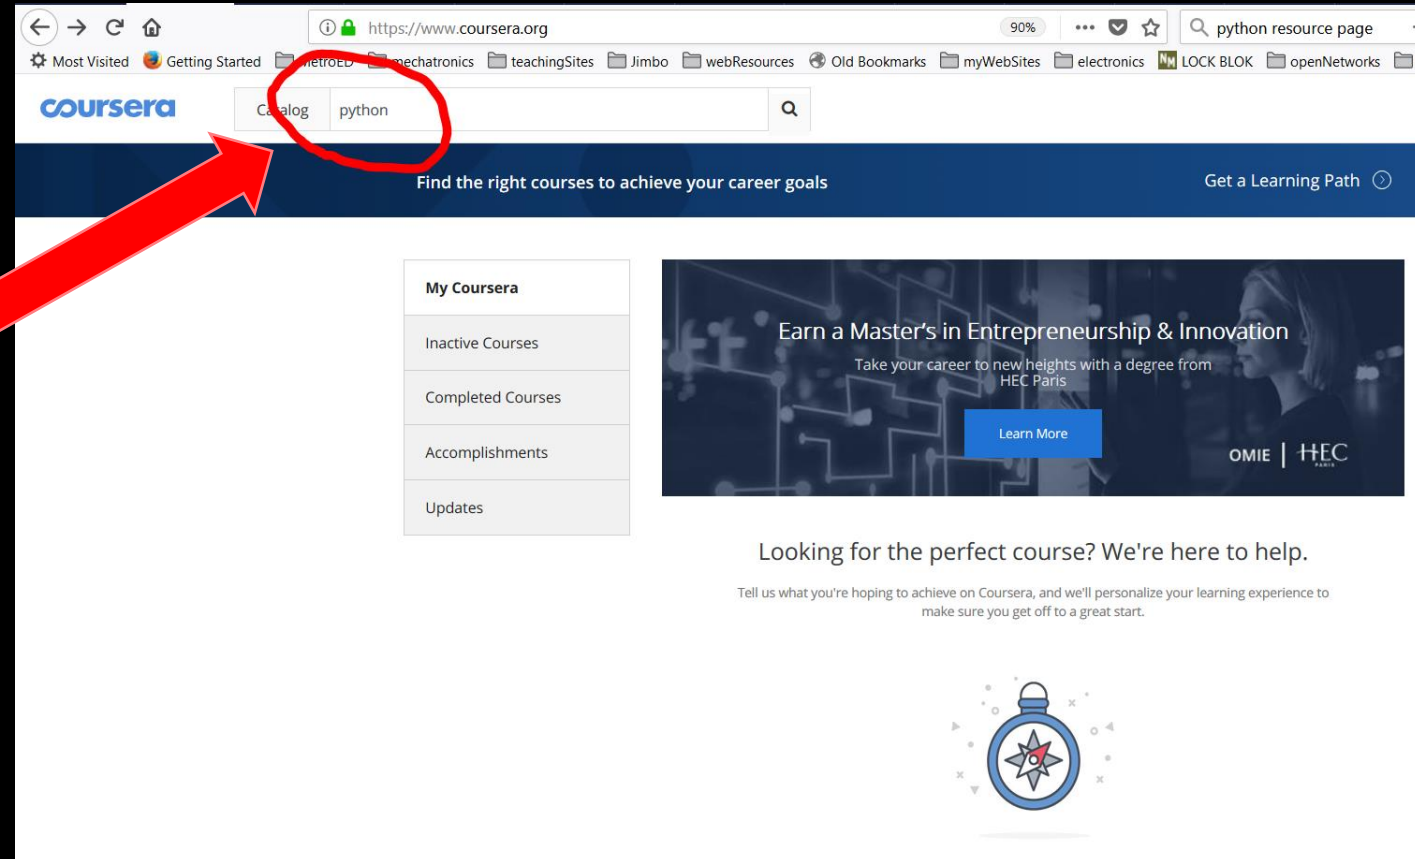 https://www.coursera.org
90%
python resource page
Most Visited Getting Started MetroED mechatronics teachingSites Jimbo webResources Old Bookmarks myWebSites electronics NM LOCK BLOK openNetworks
coursera
Catalog python
Find the right courses to achieve your career goals
Get a Learning Path
My Coursera
Inactive Courses
Completed Courses
Accomplishments
Updates
Earn a Master's in Entrepreneurship & Innovation
Take your career to new heights with a degree from
HEC Paris
Learn More
OMIE | HEC
PARIS
Looking for the perfect course? We're here to help.
Tell us what you're hoping to achieve on Coursera, and we'll personalize your learning experience to
make sure you get off to a great start.